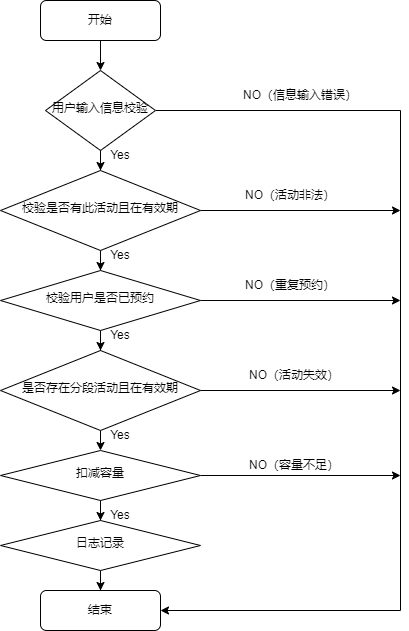 开始
用户输入信息校验
NO（信息输入错误）
Yes
校验是否有此活动且在有效期
NO（活动非法）
Yes
校验用户是否已预约
NO（重复预约）
Yes
是否存在分段活动且在有效期
NO（活动失效）
Yes
扣减容量
NO（容量不足）
Yes
日志记录
结束